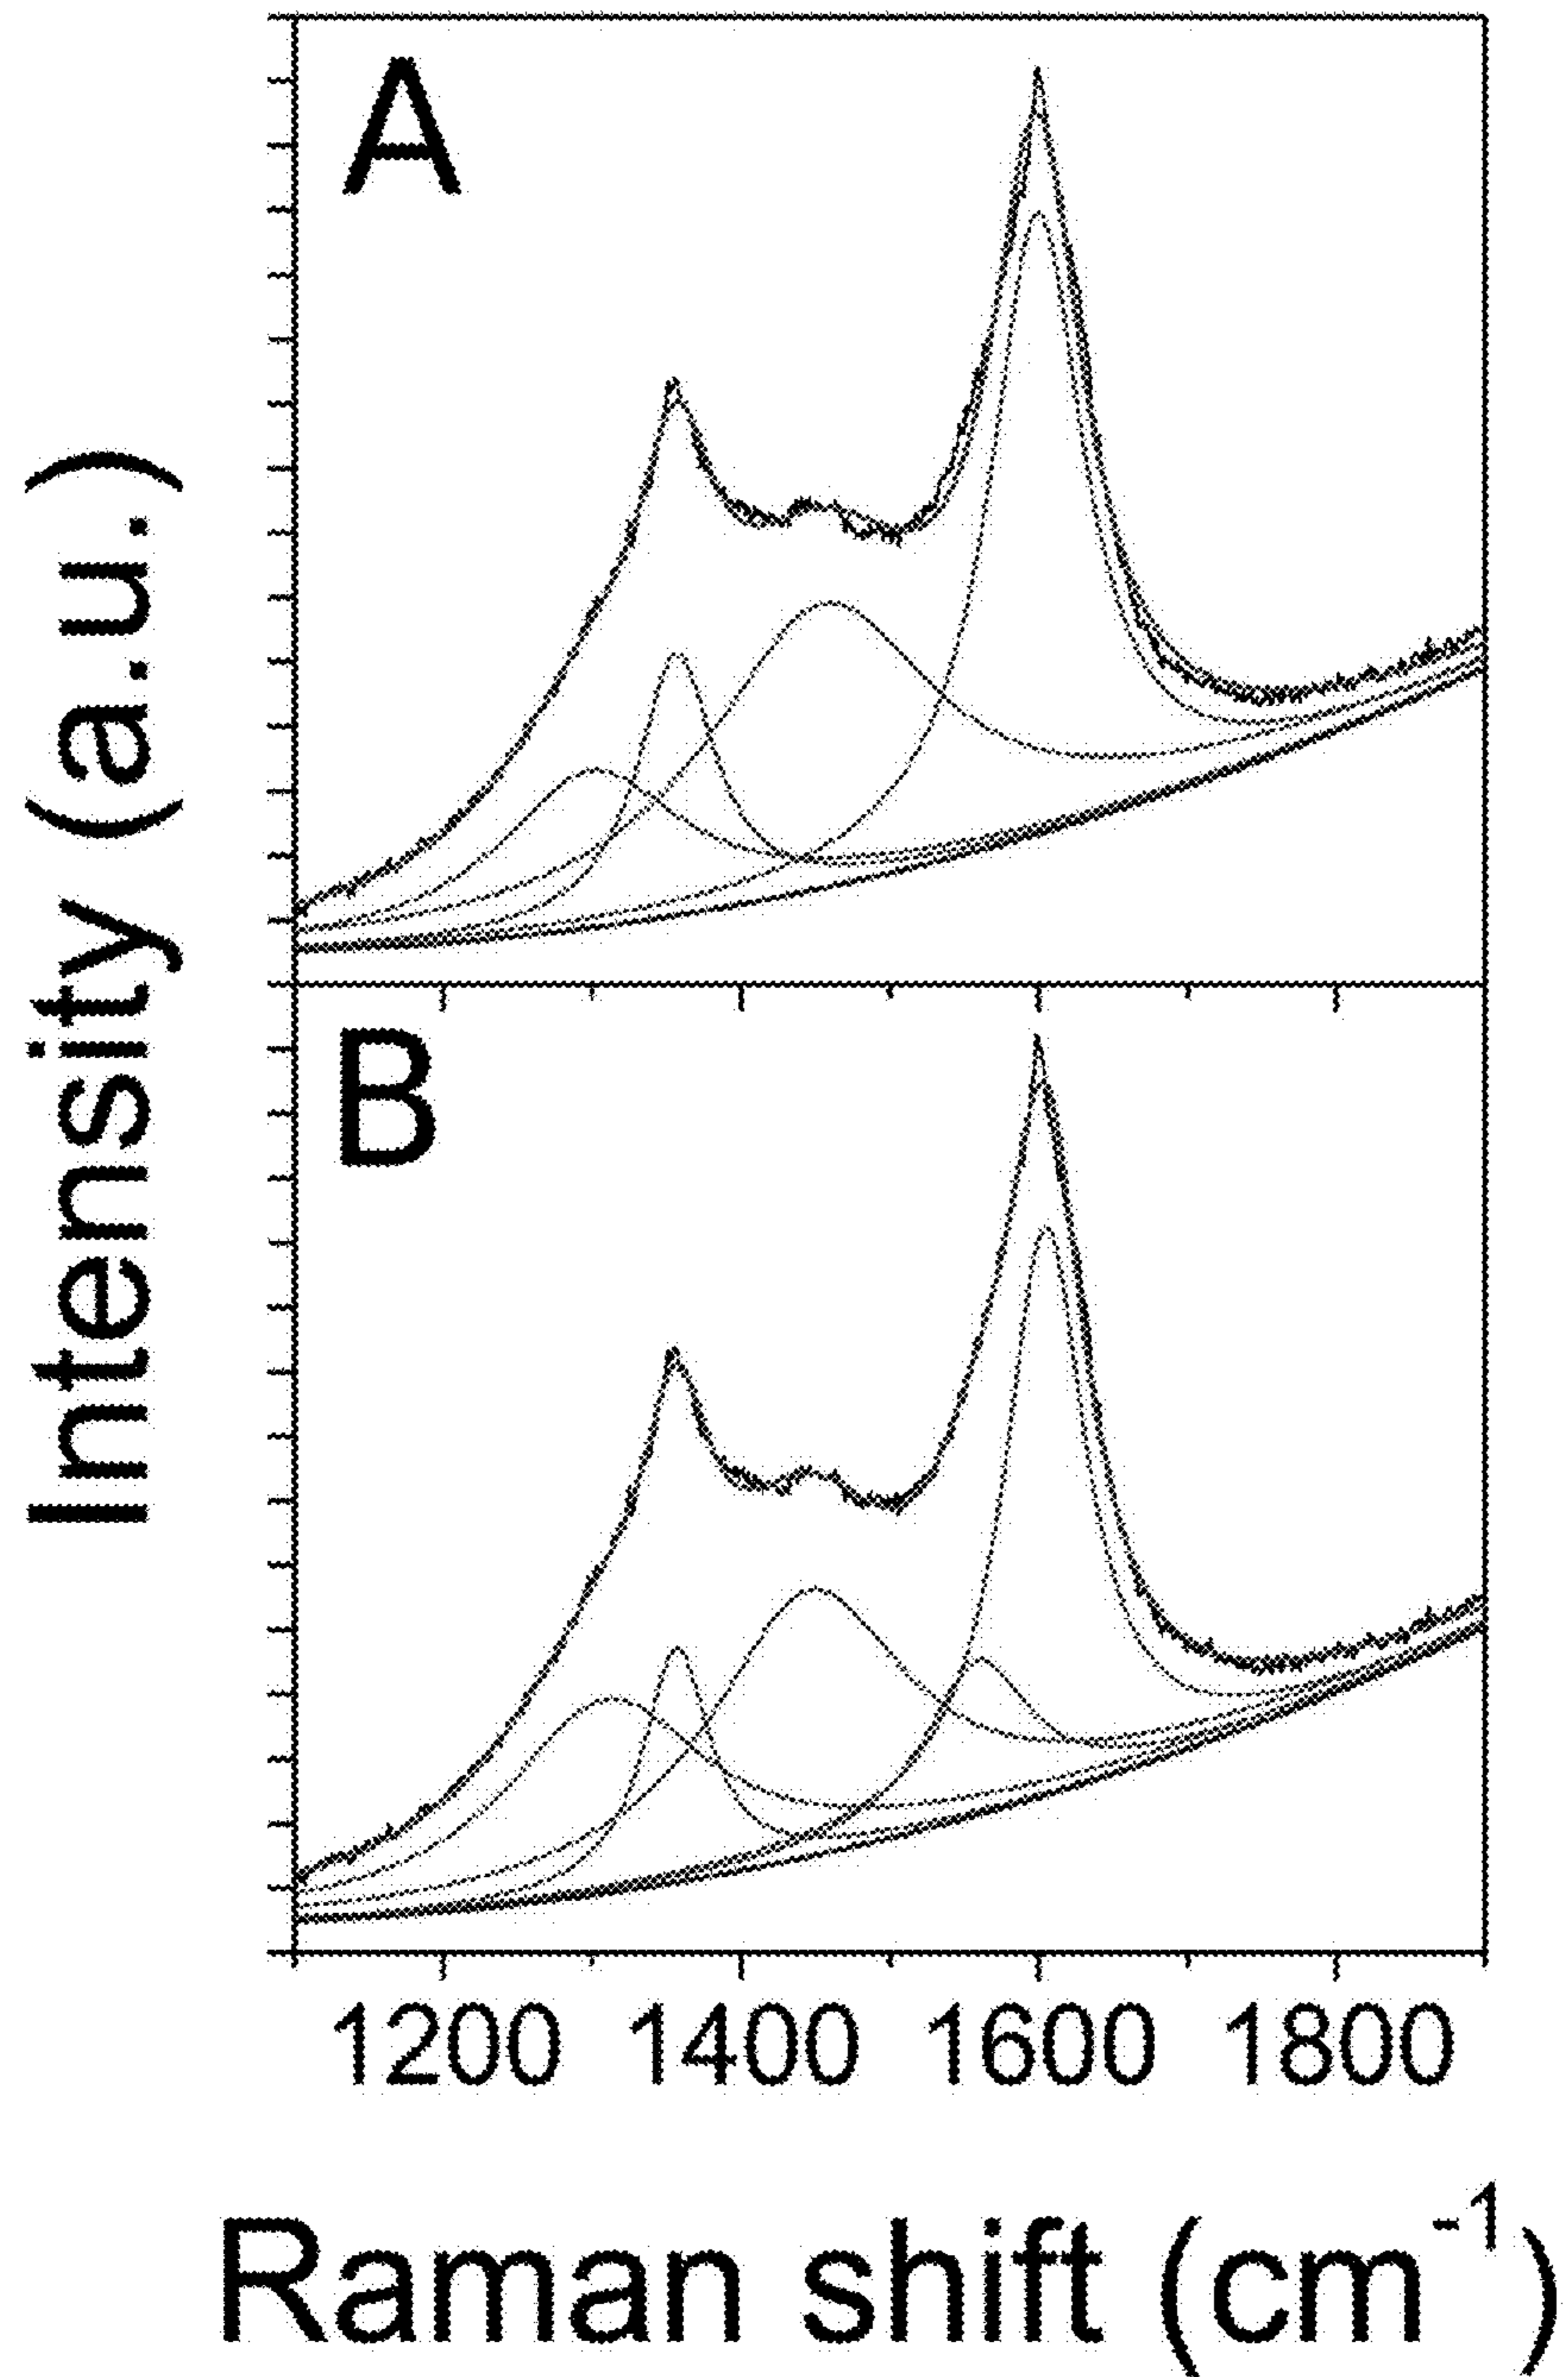 A
B
Intensity (a.u.)
1200 1400 1600 1800
Raman shift (cm⁻¹)